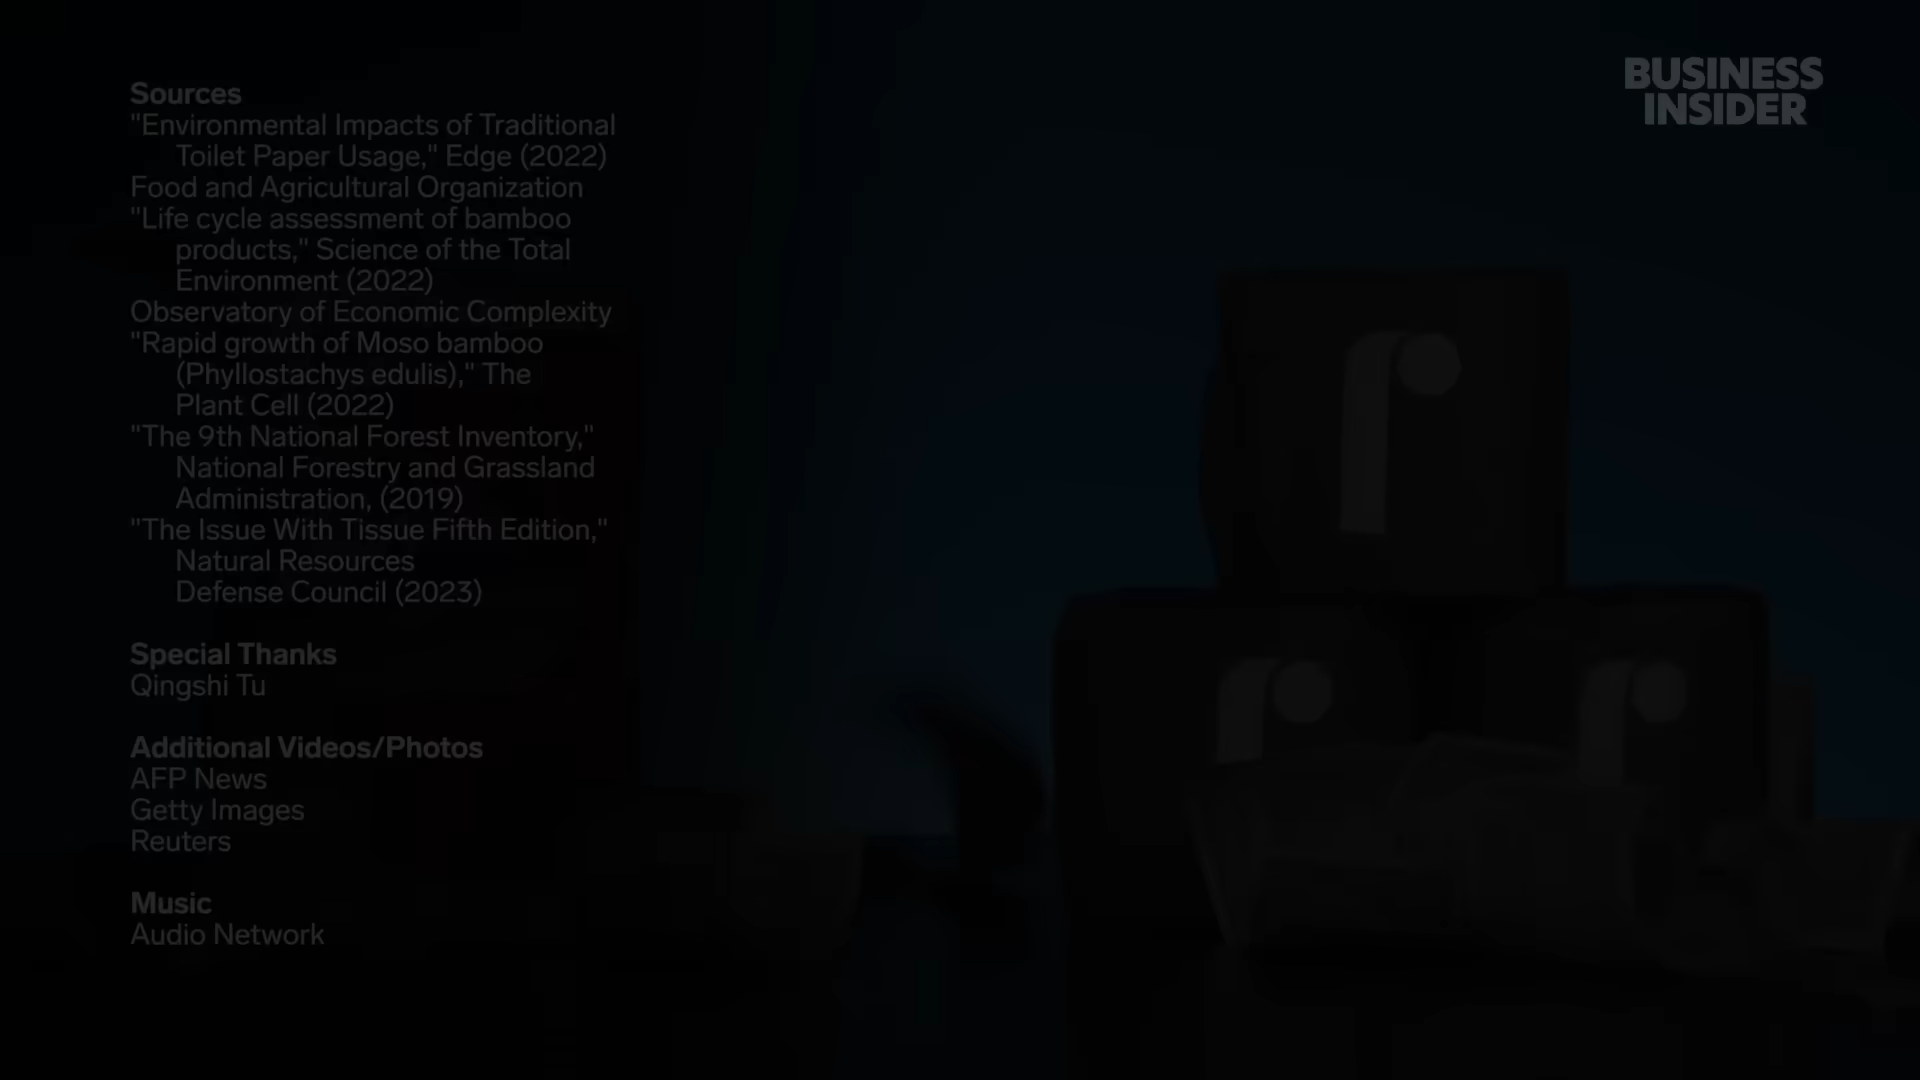 BUSINESS
INSIDER
Sources
"Environmental Impacts of Traditional
Toilet Paper Usage," Edge (2022)
Food and Agricultural Organization
"Life cycle assessment of bamboo
products," Science of the Total
Environment (2022)
Observatory of Economic Complexity
"Rapid growth of Moso bamboo
(Phyllostachys edulis)," The
Plant Cell (2022)
"The 9th National Forest Inventory,"
National Forestry and Grassland
Administration, (2019)
"The Issue With Tissue Fifth Edition,"
Natural Resources
Defense Council (2023)
Special Thanks
Qingshi Tu
Additional Videos/Photos
AFP News
Getty Images
Reuters
Music
Audio Network